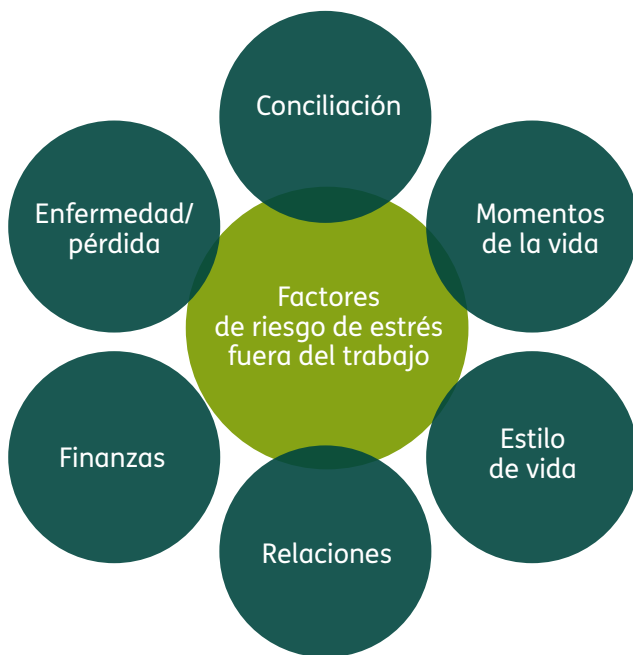 Conciliación
Enfermedad/
pérdida
Momentos
de la vida
Factores
de riesgo de estrés
fuera del trabajo
Finanzas
Estilo
de vida
Relaciones